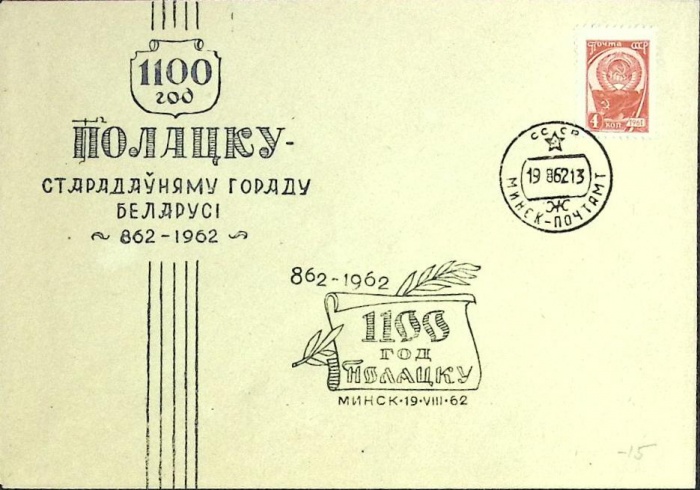 1100
год
ПОЛАЦКУ-
СТАРАДАЎНЯМУ ГОРАДУ
БЕЛАРУСІ
~ 862-1962 ~
ПОЧТА СССР
4 КОП. 1961
СССР
19 8 62 13
Ж
МИНСК-ПОЧТАМТ
862-1962
1100
ГОД
ПОЛАЦКУ
МИНСК·19·VIII·62
-15